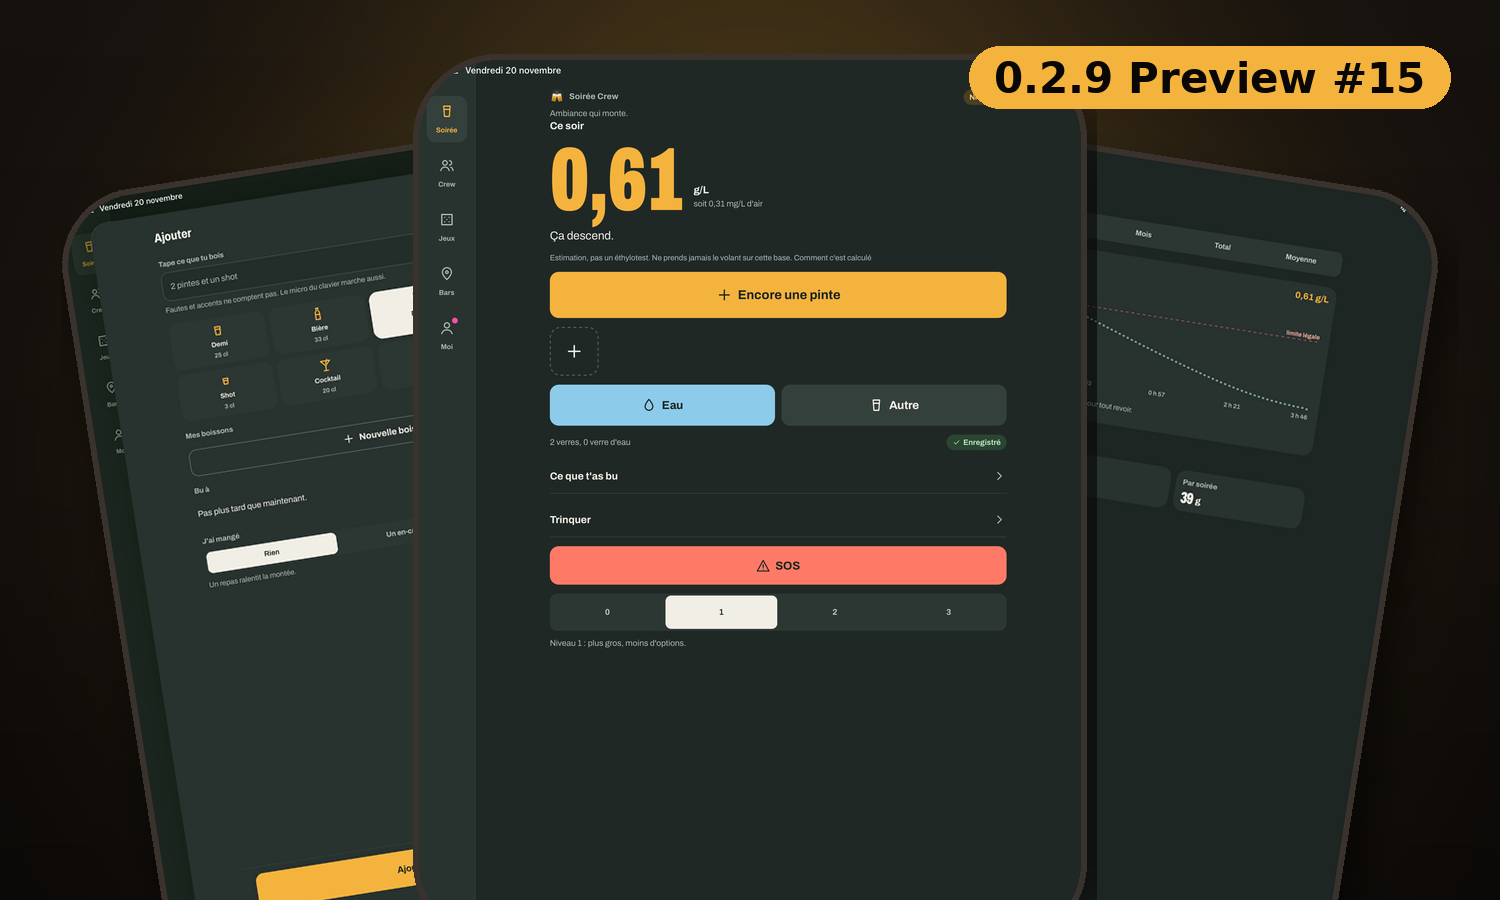 0.2.9 Preview #15
Vendredi 20 novembre
Ajouter
Tape ce que tu bois
2 pintes et un shot
Fautes et accents ne comptent pas. Le micro du clavier marche aussi.
Demi
25 cl
Bière
33 cl
Shot
3 cl
Cocktail
20 cl
Mes boissons
Nouvelle
Bu à
Pas plus tard que maintenant.
J'ai mangé
Rien
Un repas ralentit la montée.
Vendredi 20 novembre
Soirée
Crew
Jeux
Bars
Moi
Soirée Crew
Ambiance qui monte.
Ce soir
0,61
g/L
soit 0,31 mg/L d'air
Ça descend.
Estimation, pas un éthylotest. Ne prends jamais le volant sur cette base. Comment c'est calculé
Encore une pinte
Eau
Autre
2 verres, 0 verre d'eau
Enregistré
Ce que t'as bu
Trinquer
SOS
0 1 2 3
Niveau 1 : plus gros, moins d'options.
Mois
Total
Moyenne
0,61 g/L
limite légale
0 h 57
2 h 21
3 h 46
tout revoir.
Par soirée
39 g